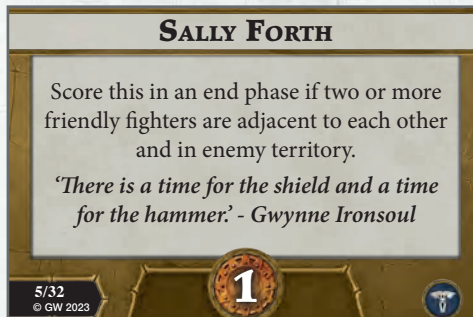 SALLY FORTH
Score this in an end phase if two or more
friendly fighters are adjacent to each other
and in enemy territory.
‘There is a time for the shield and a time
for the hammer.’ - Gwynne Ironsoul
1
5/32
© GW 2023